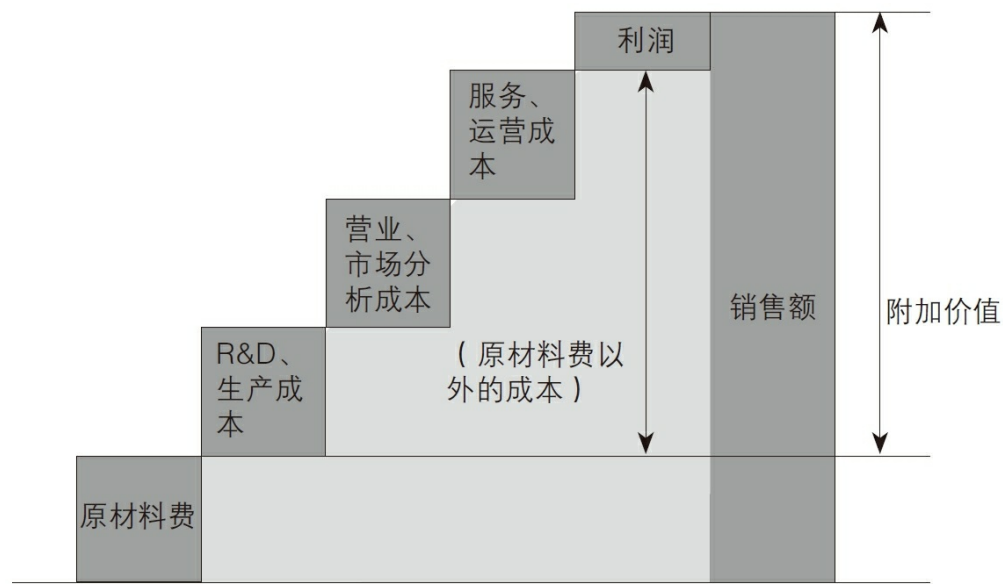 利润
服务、
运营成
本
营业、
市场分
析成本
销售额
附加价值
R&D、
生产成
本
（原材料费以
外的成本）
原材料费